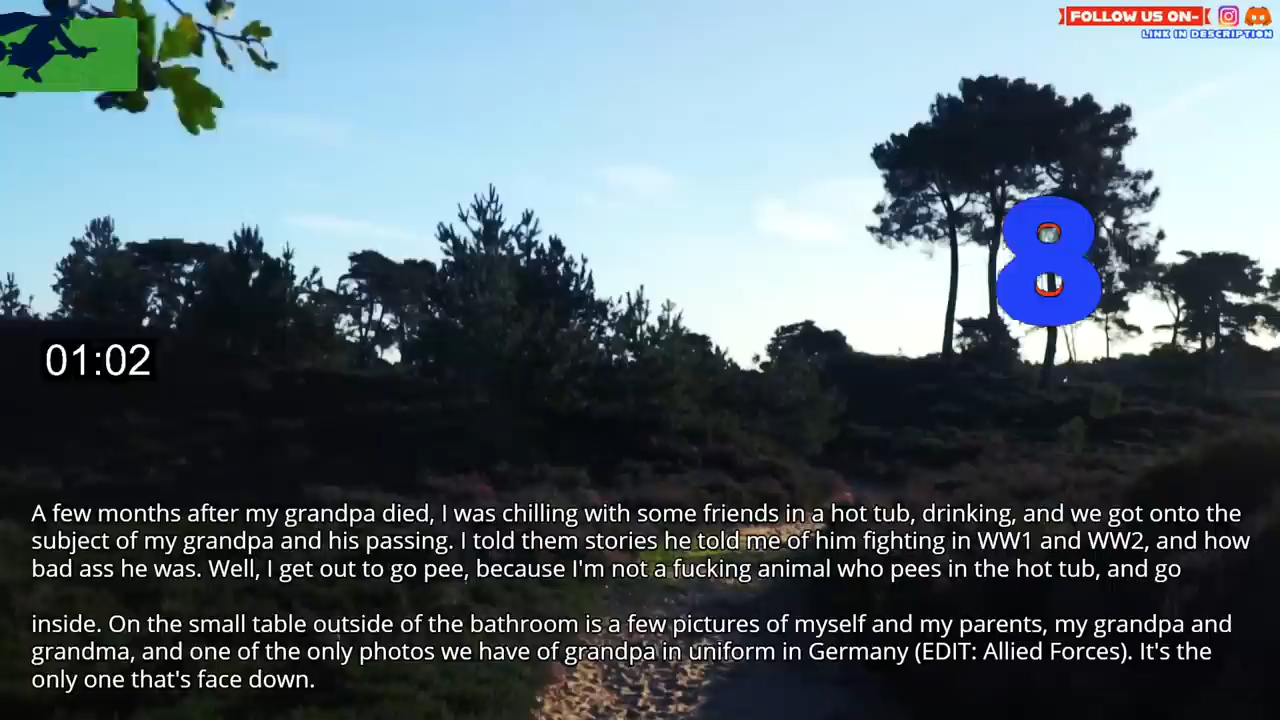 FOLLOW US ON-
LINK IN DESCRIPTION
8
01:02
A few months after my grandpa died, I was chilling with some friends in a hot tub, drinking, and we got onto the
subject of my grandpa and his passing. I told them stories he told me of him fighting in WW1 and WW2, and how
bad ass he was. Well, I get out to go pee, because I'm not a fucking animal who pees in the hot tub, and go
inside. On the small table outside of the bathroom is a few pictures of myself and my parents, my grandpa and
grandma, and one of the only photos we have of grandpa in uniform in Germany (EDIT: Allied Forces). It's the
only one that's face down.